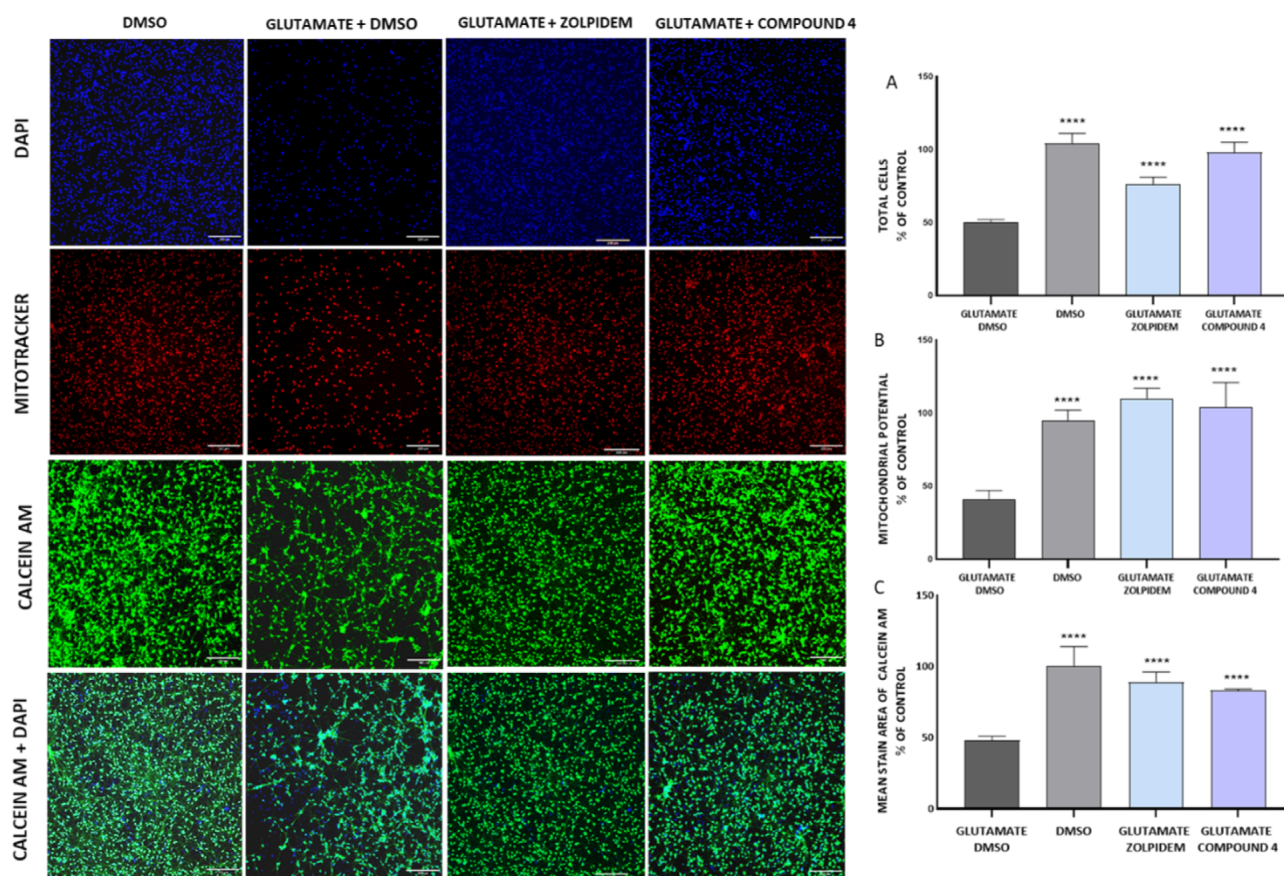 DMSO
GLUTAMATE + DMSO
GLUTAMATE + ZOLPIDEM
GLUTAMATE + COMPOUND 4
DAPI
MITOTRACKER
CALCEIN AM
CALCEIN AM + DAPI
A
TOTAL CELLS
% OF CONTROL
150
100
50
0
****
****
****
GLUTAMATE
DMSO
DMSO
GLUTAMATE
ZOLPIDEM
GLUTAMATE
COMPOUND 4
B
MITOCHONDRIAL POTENTIAL
% OF CONTROL
150
100
50
0
****
****
****
GLUTAMATE
DMSO
DMSO
GLUTAMATE
ZOLPIDEM
GLUTAMATE
COMPOUND 4
C
MEAN STAIN AREA OF CALCEIN AM
% OF CONTROL
150
100
50
0
****
****
****
GLUTAMATE
DMSO
DMSO
GLUTAMATE
ZOLPIDEM
GLUTAMATE
COMPOUND 4